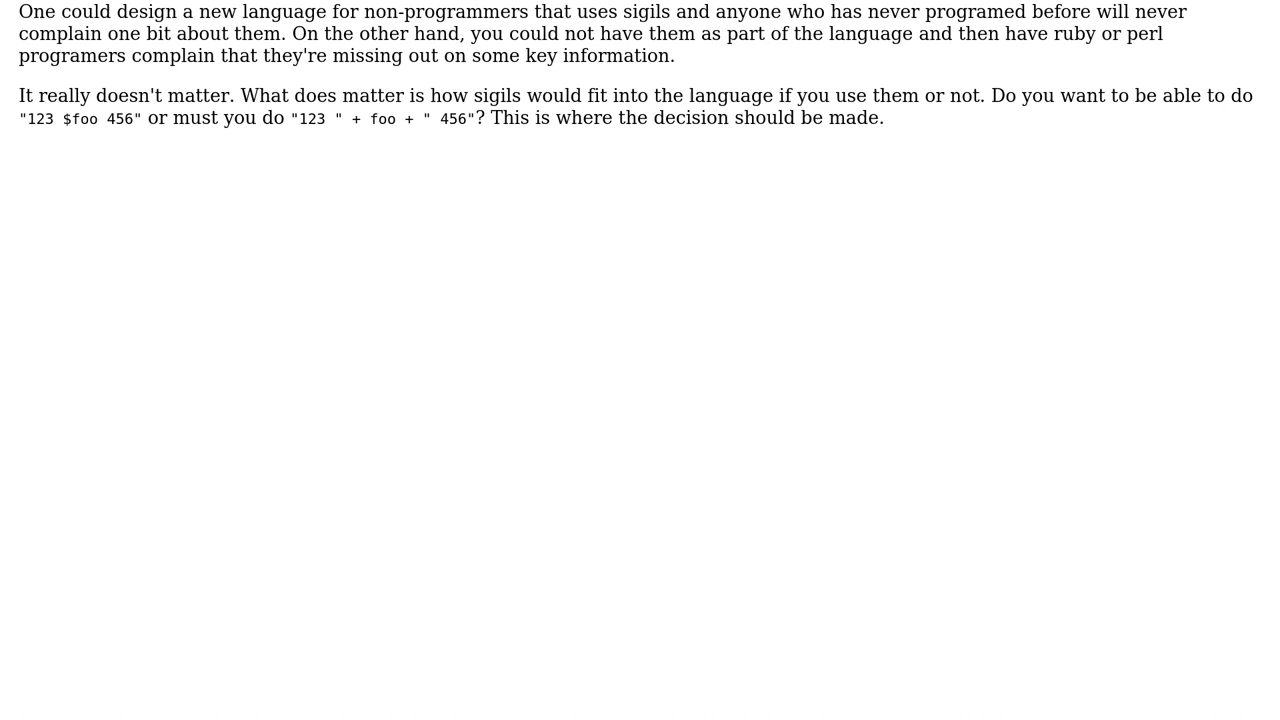 One could design a new language for non-programmers that uses sigils and anyone who has never programed before will never
complain one bit about them. On the other hand, you could not have them as part of the language and then have ruby or perl
programers complain that they're missing out on some key information.
It really doesn't matter. What does matter is how sigils would fit into the language if you use them or not. Do you want to be able to do
"123 $foo 456" or must you do "123 " + foo + " 456"? This is where the decision should be made.